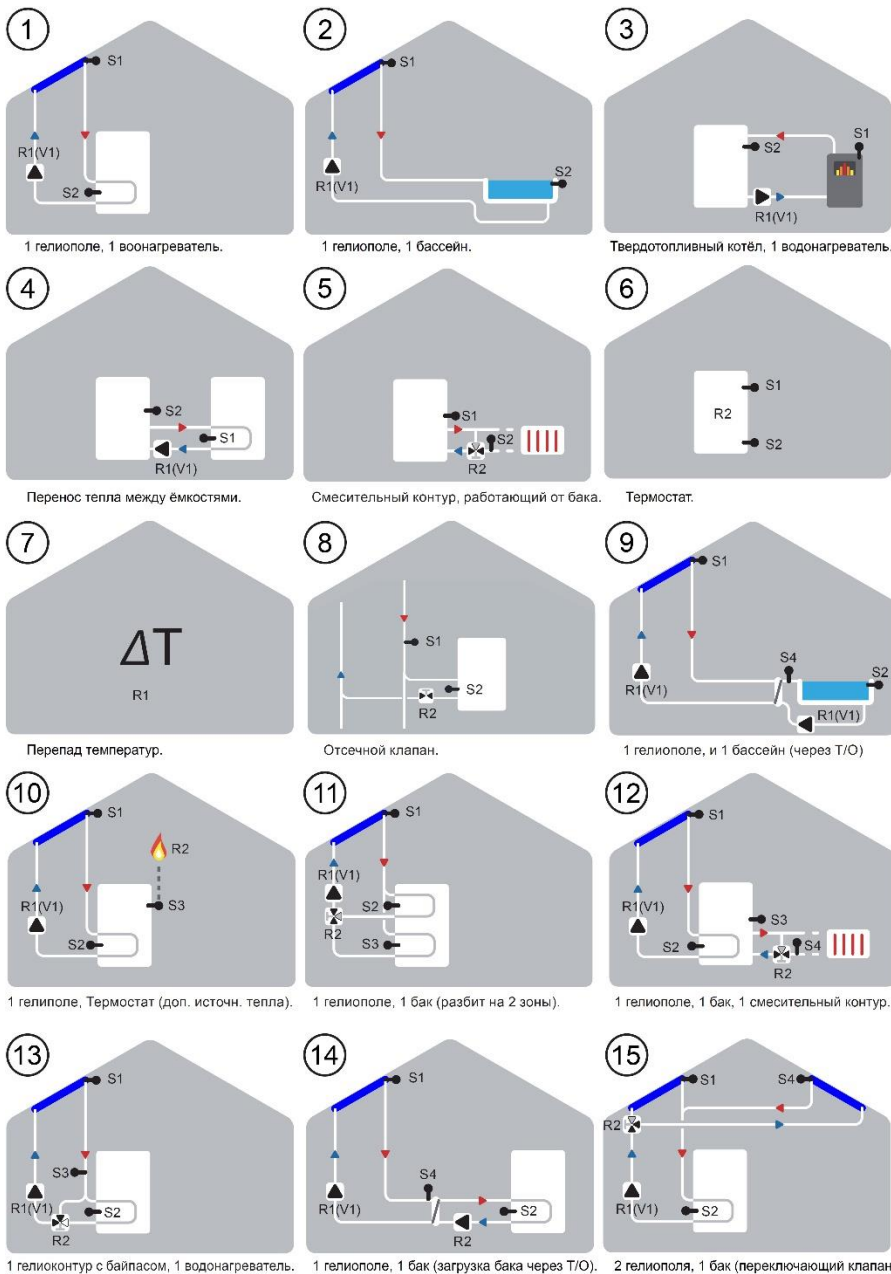 1
2
3
S1
R1(V1)
S2
S1
R1(V1)
S2
S1
S2
R1(V1)
1 гелиополе, 1 воонагреватель.
1 гелиополе, 1 бассейн.
Твердотопливный котёл, 1 водонагреватель.
4
5
6
S2
S1
R1(V1)
S1
S2
R2
S1
R2
S2
Перенос тепла между ёмкостями.
Смесительный контур, работающий от бака.
Термостат.
7
8
9
ΔT
R1
S1
S2
R2
S1
S4
S2
R1(V1)
R1(V1)
Перепад температур.
Отсечной клапан.
1 гелиополе, и 1 бассейн (через Т/О)
10
11
12
S1
R2
R1(V1)
S3
S2
S1
R1(V1)
S2
R2
S3
S1
R1(V1)
S3
S2
S4
R2
1 гелиполе, Термостат (доп. источн. тепла).
1 гелиополе, 1 бак (разбит на 2 зоны).
1 гелиополе, 1 бак, 1 смесительный контур.
13
14
15
S1
S3
R1(V1)
S2
R2
S1
S4
R1(V1)
S2
R2
S1
S4
R2
R1(V1)
S2
1 гелиоконтур с байпасом, 1 водонагреватель.
1 гелиополе, 1 бак (загрузка бака через Т/О).
2 гелиополя, 1 бак (переключающий клапан